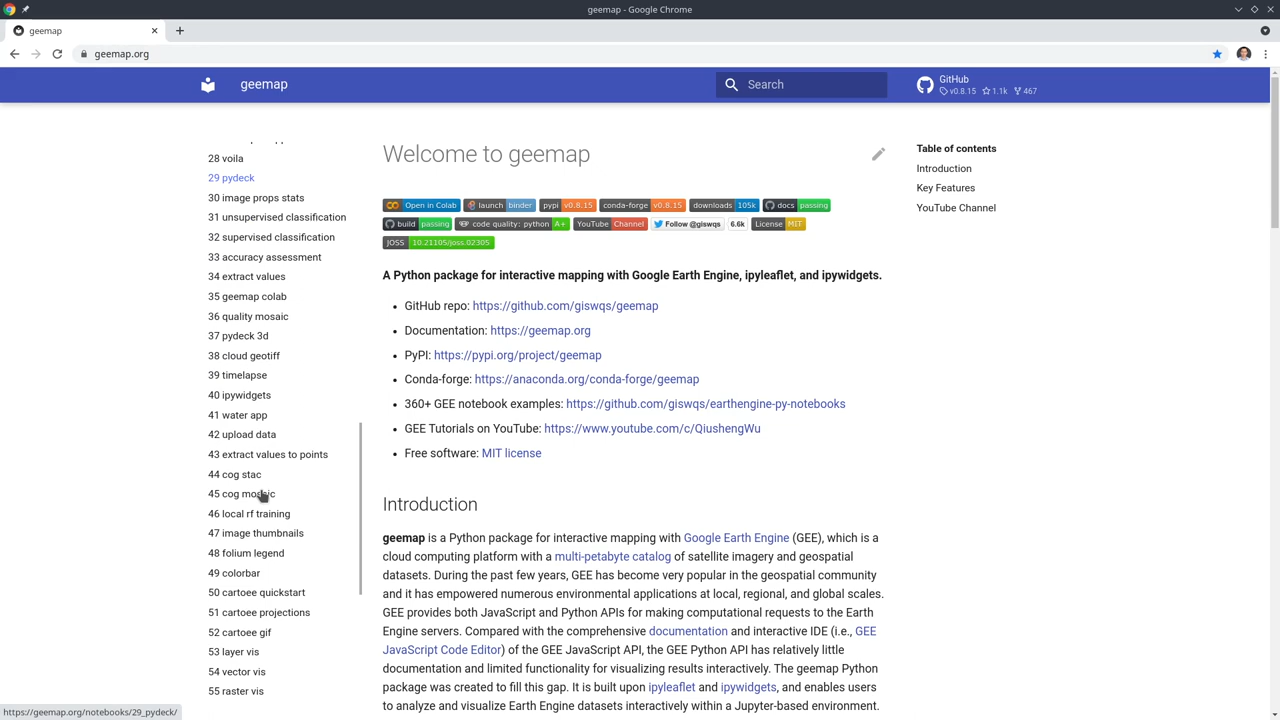 geemap - Google Chrome
geemap
geemap.org
geemap
Search
GitHub
v0.8.15 1.1k 467
28 voila
29 pydeck
30 image props stats
31 unsupervised classification
32 supervised classification
33 accuracy assessment
34 extract values
35 geemap colab
36 quality mosaic
37 pydeck 3d
38 cloud geotiff
39 timelapse
40 ipywidgets
41 water app
42 upload data
43 extract values to points
44 cog stac
45 cog mosaic
46 local rf training
47 image thumbnails
48 folium legend
49 colorbar
50 cartoee quickstart
51 cartoee projections
52 cartoee gif
53 layer vis
54 vector vis
55 raster vis
Welcome to geemap
Open in Colab launch binder pypi v0.8.15 conda-forge v0.8.15 downloads 105k docs passing
build passing code quality: python A+ YouTube Channel Follow @giswqs 6.6k License MIT
JOSS 10.21105/joss.02305
A Python package for interactive mapping with Google Earth Engine, ipyleaflet, and ipywidgets.
• GitHub repo: https://github.com/giswqs/geemap
• Documentation: https://geemap.org
• PyPI: https://pypi.org/project/geemap
• Conda-forge: https://anaconda.org/conda-forge/geemap
• 360+ GEE notebook examples: https://github.com/giswqs/earthengine-py-notebooks
• GEE Tutorials on YouTube: https://www.youtube.com/c/QiushengWu
• Free software: MIT license
Introduction
geemap is a Python package for interactive mapping with Google Earth Engine (GEE), which is a
cloud computing platform with a multi-petabyte catalog of satellite imagery and geospatial
datasets. During the past few years, GEE has become very popular in the geospatial community
and it has empowered numerous environmental applications at local, regional, and global scales.
GEE provides both JavaScript and Python APIs for making computational requests to the Earth
Engine servers. Compared with the comprehensive documentation and interactive IDE (i.e., GEE
JavaScript Code Editor) of the GEE JavaScript API, the GEE Python API has relatively little
documentation and limited functionality for visualizing results interactively. The geemap Python
package was created to fill this gap. It is built upon ipyleaflet and ipywidgets, and enables users
to analyze and visualize Earth Engine datasets interactively within a Jupyter-based environment.
Table of contents
Introduction
Key Features
YouTube Channel
https://geemap.org/notebooks/29_pydeck/